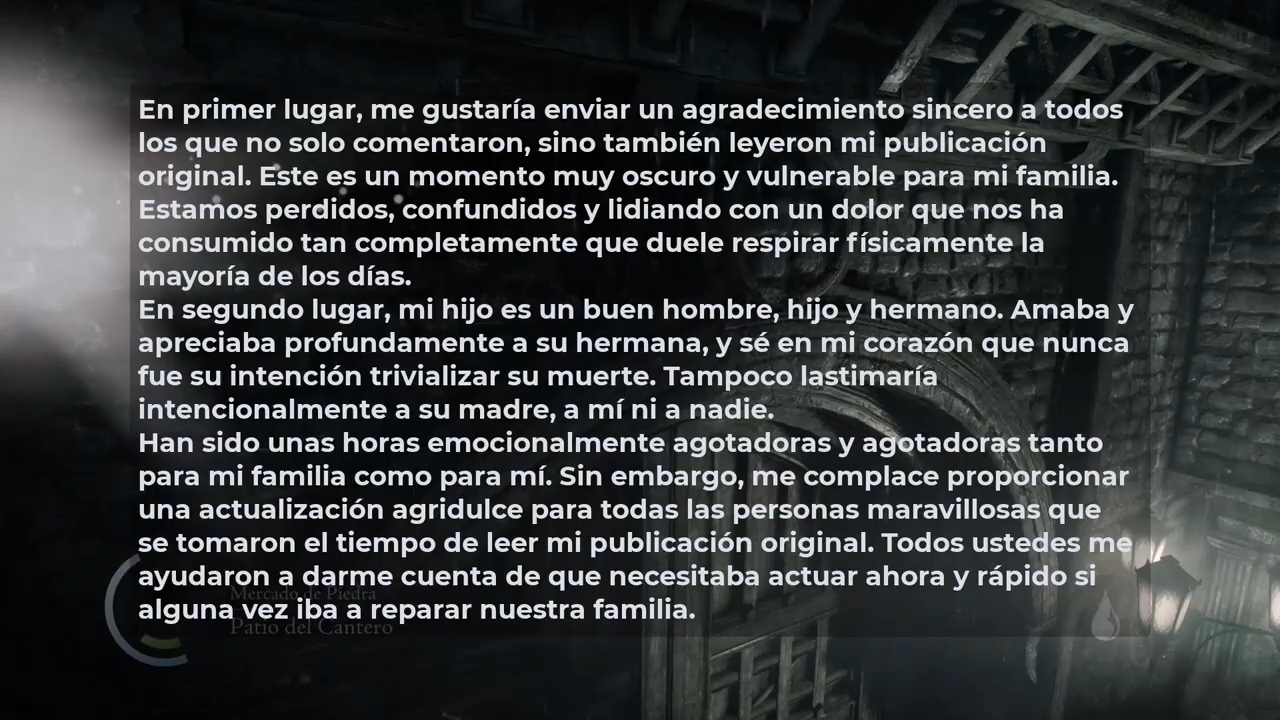 En primer lugar, me gustaría enviar un agradecimiento sincero a todos
los que no solo comentaron, sino también leyeron mi publicación
original. Este es un momento muy oscuro y vulnerable para mi familia.
Estamos perdidos, confundidos y lidiando con un dolor que nos ha
consumido tan completamente que duele respirar físicamente la
mayoría de los días.
En segundo lugar, mi hijo es un buen hombre, hijo y hermano. Amaba y
apreciaba profundamente a su hermana, y sé en mi corazón que nunca
fue su intención trivializar su muerte. Tampoco lastimaría
intencionalmente a su madre, a mí ni a nadie.
Han sido unas horas emocionalmente agotadoras y agotadoras tanto
para mi familia como para mí. Sin embargo, me complace proporcionar
una actualización agridulce para todas las personas maravillosas que
se tomaron el tiempo de leer mi publicación original. Todos ustedes me
ayudaron a darme cuenta de que necesitaba actuar ahora y rápido si
alguna vez iba a reparar nuestra familia.
Mercado de Piedra
Patio del Cantero